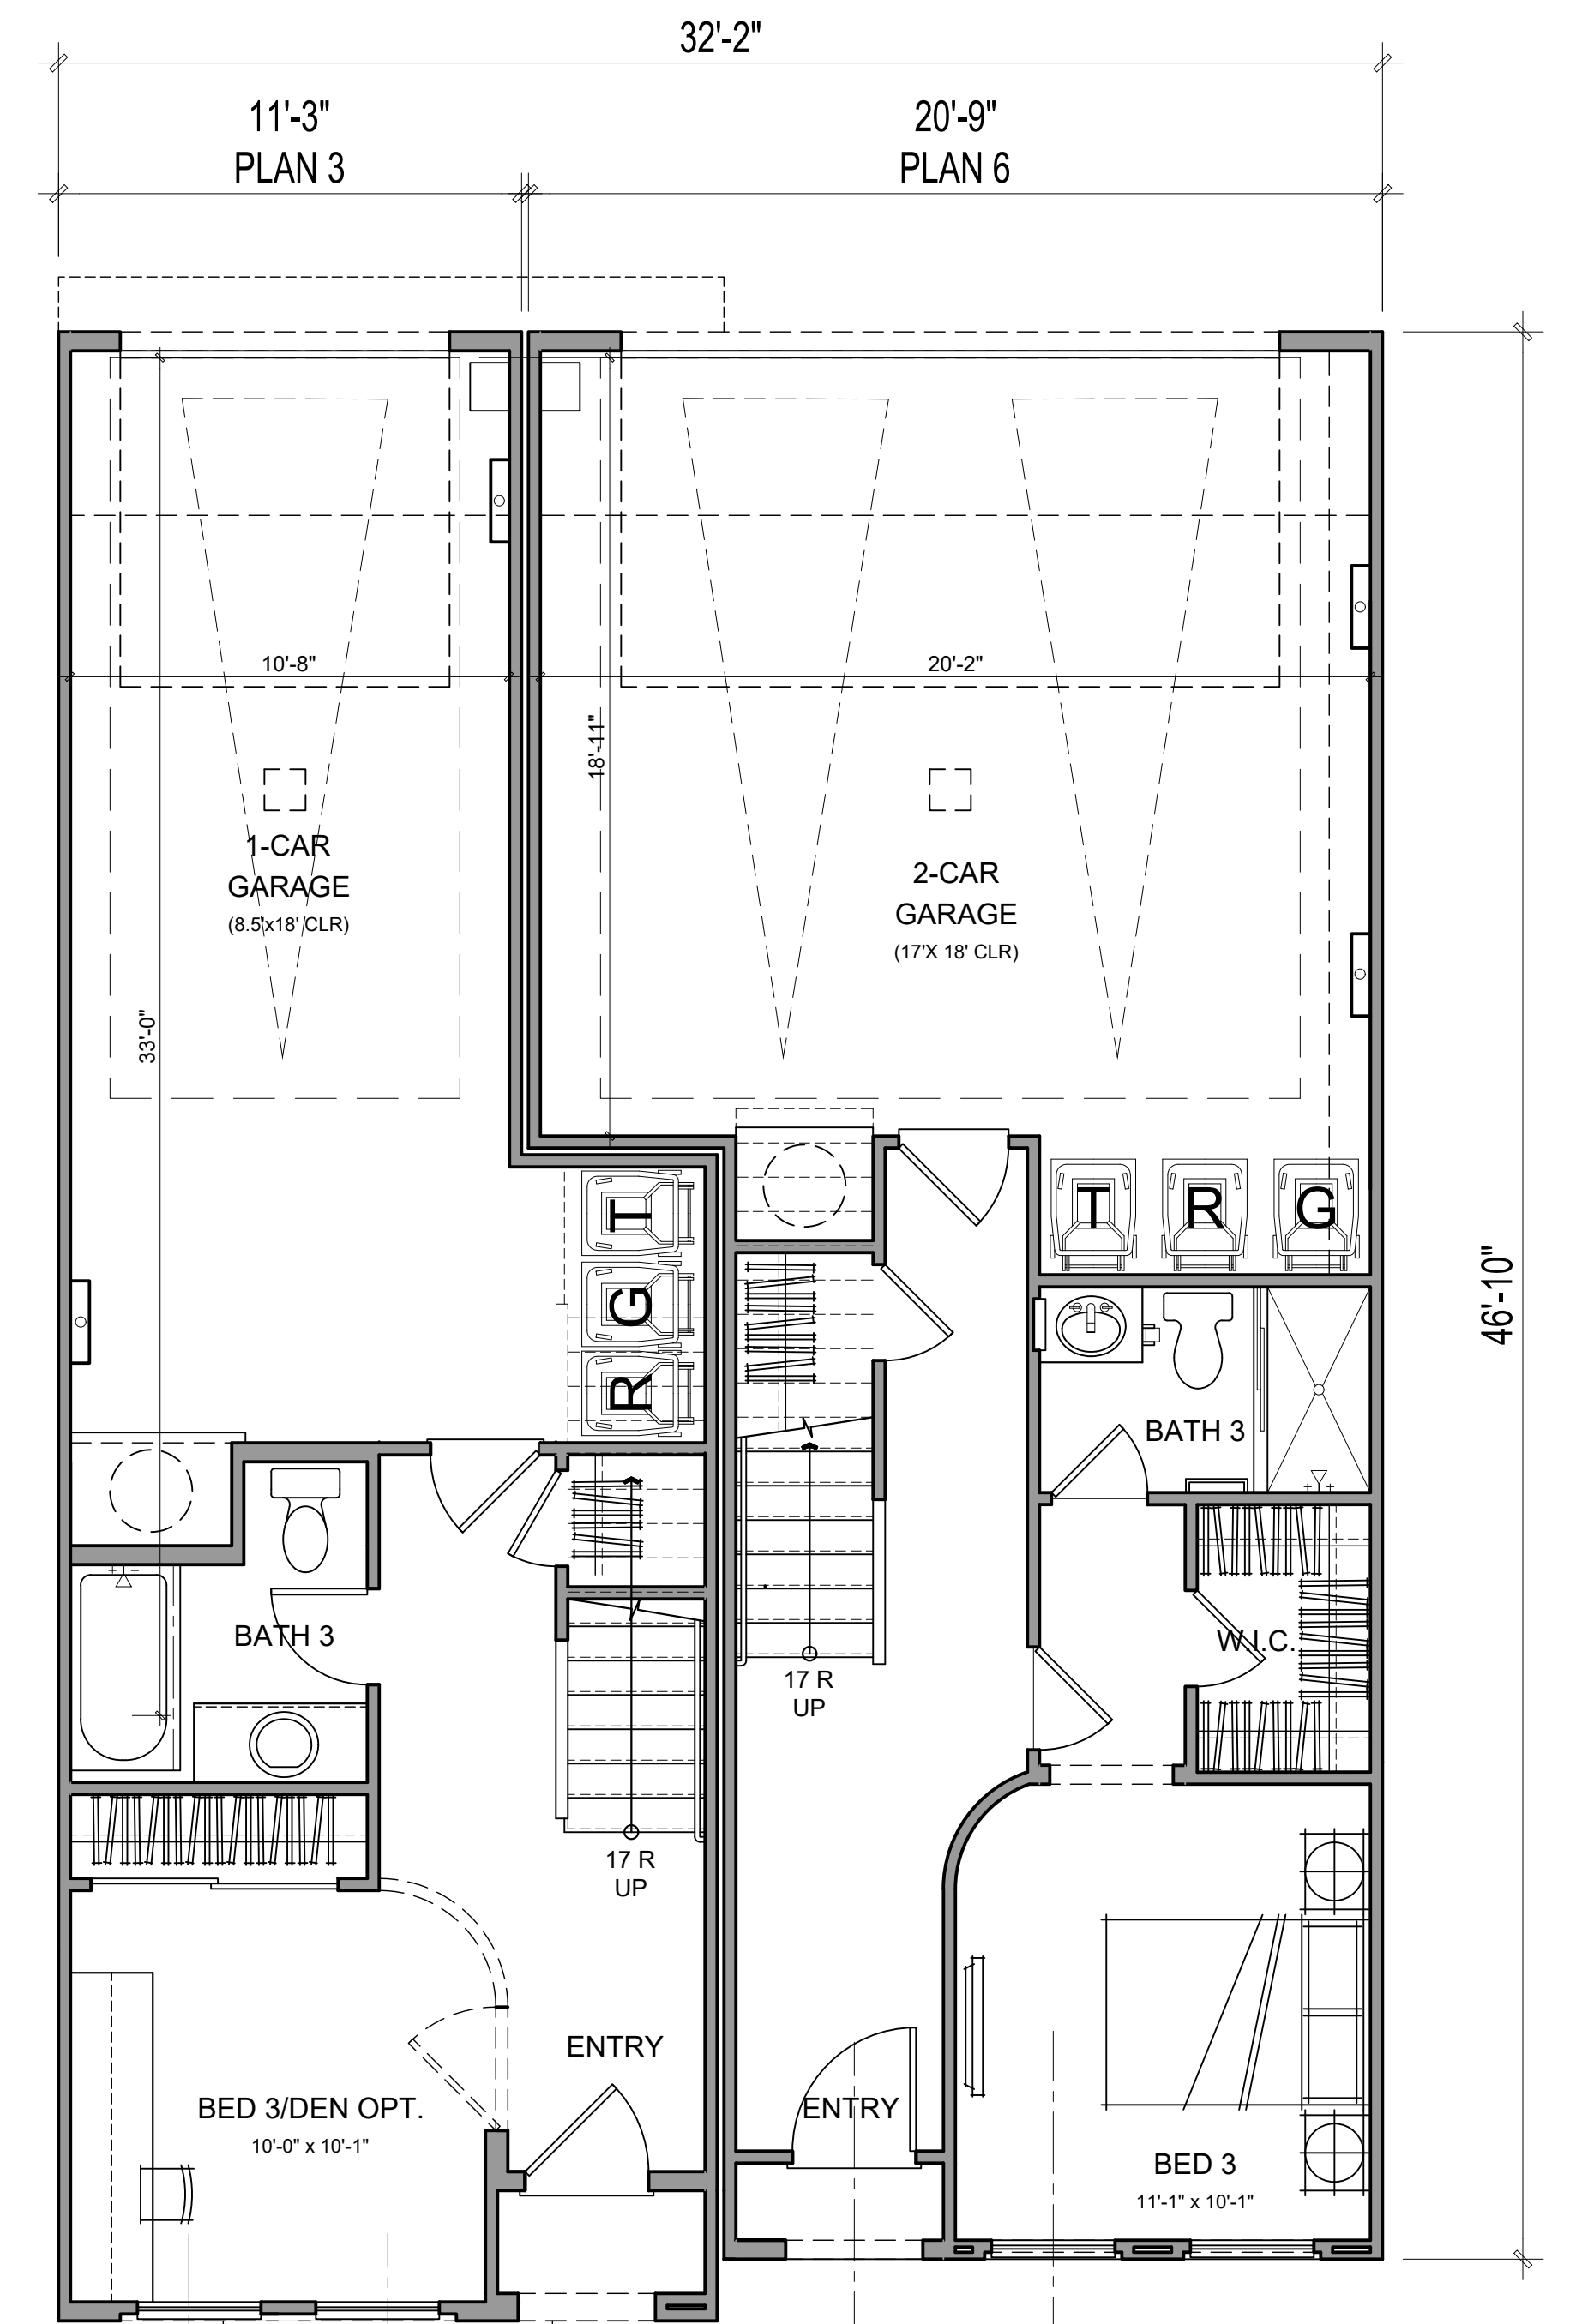 32'-2"
11'-3"
PLAN 3
20'-9"
PLAN 6
10'-8"
20'-2"
18'-11"
1-CAR
GARAGE
(8.5'x18' CLR)
2-CAR
GARAGE
(17'X 18' CLR)
33'-0"
46'-10"
T
G
R
T
R
G
BATH 3
BATH 3
W.I.C.
17 R
UP
17 R
UP
ENTRY
ENTRY
BED 3/DEN OPT.
10'-0" x 10'-1"
BED 3
11'-1" x 10'-1"